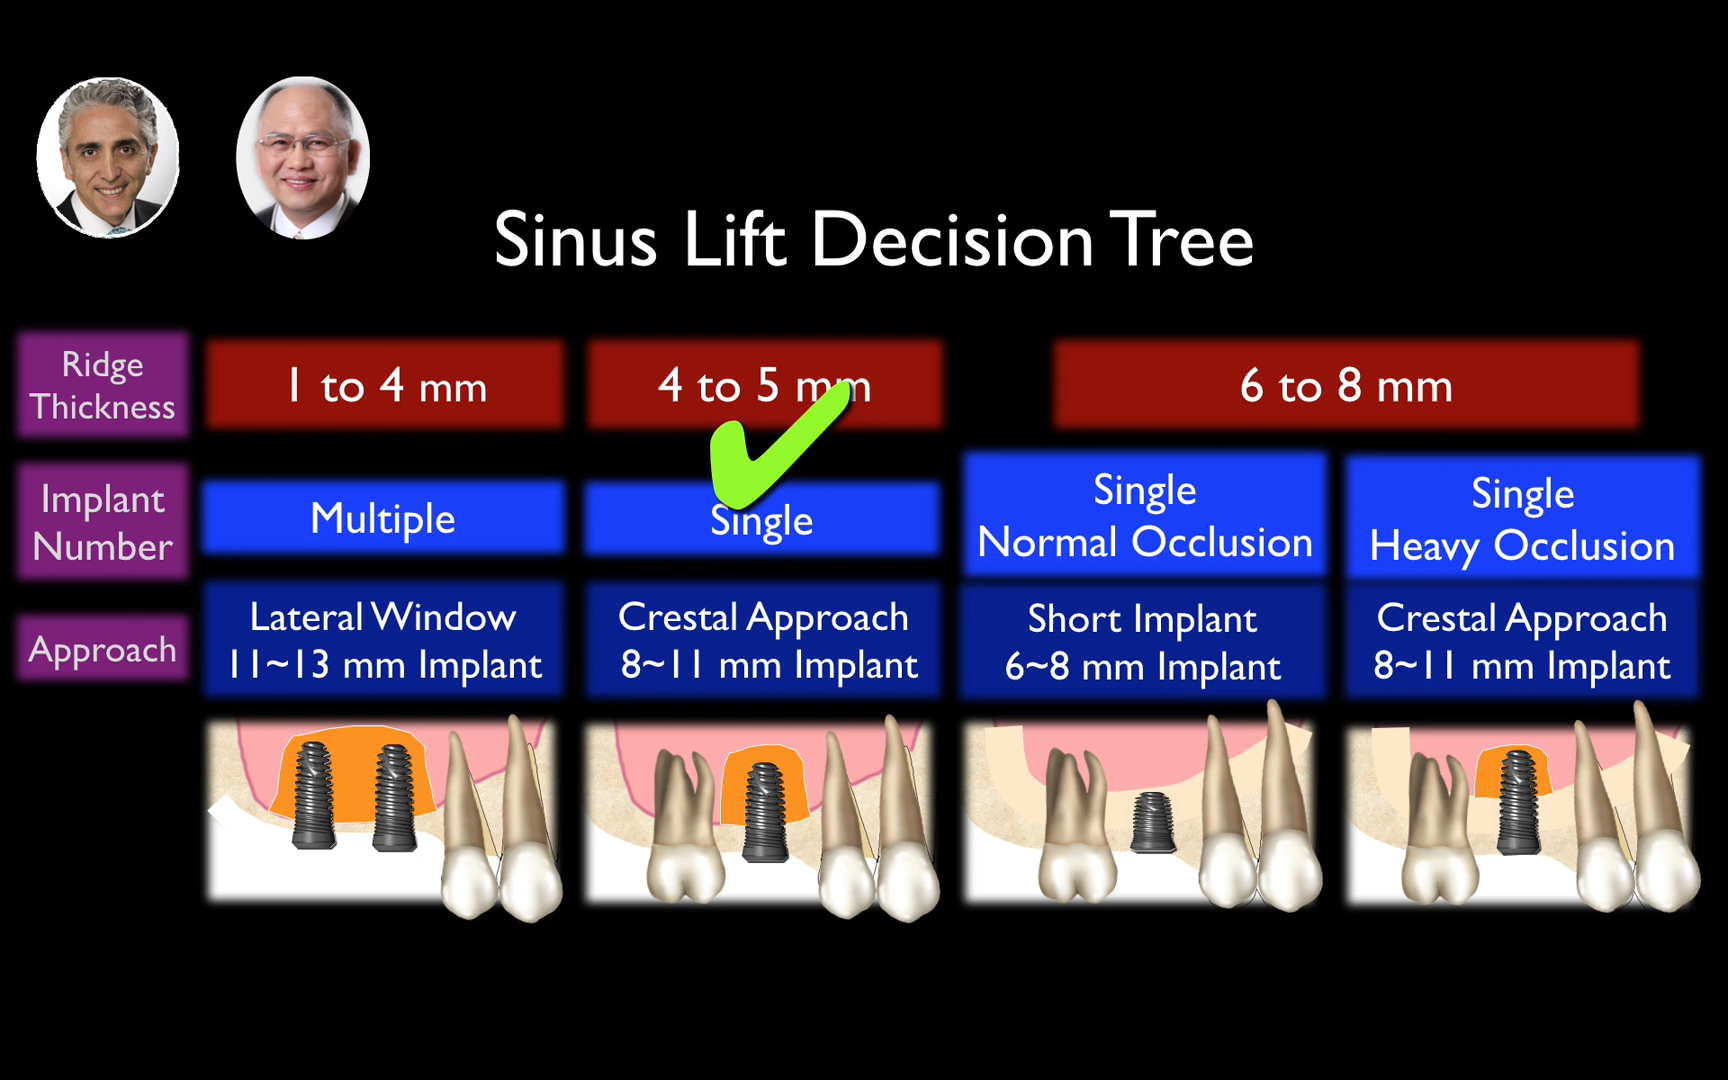 Sinus Lift Decision Tree
Ridge
Thickness
1 to 4 mm
4 to 5 mm
6 to 8 mm
Implant
Number
Multiple
Single
Single
Normal Occlusion
Single
Heavy Occlusion
Approach
Lateral Window
11~13 mm Implant
Crestal Approach
8~11 mm Implant
Short Implant
6~8 mm Implant
Crestal Approach
8~11 mm Implant